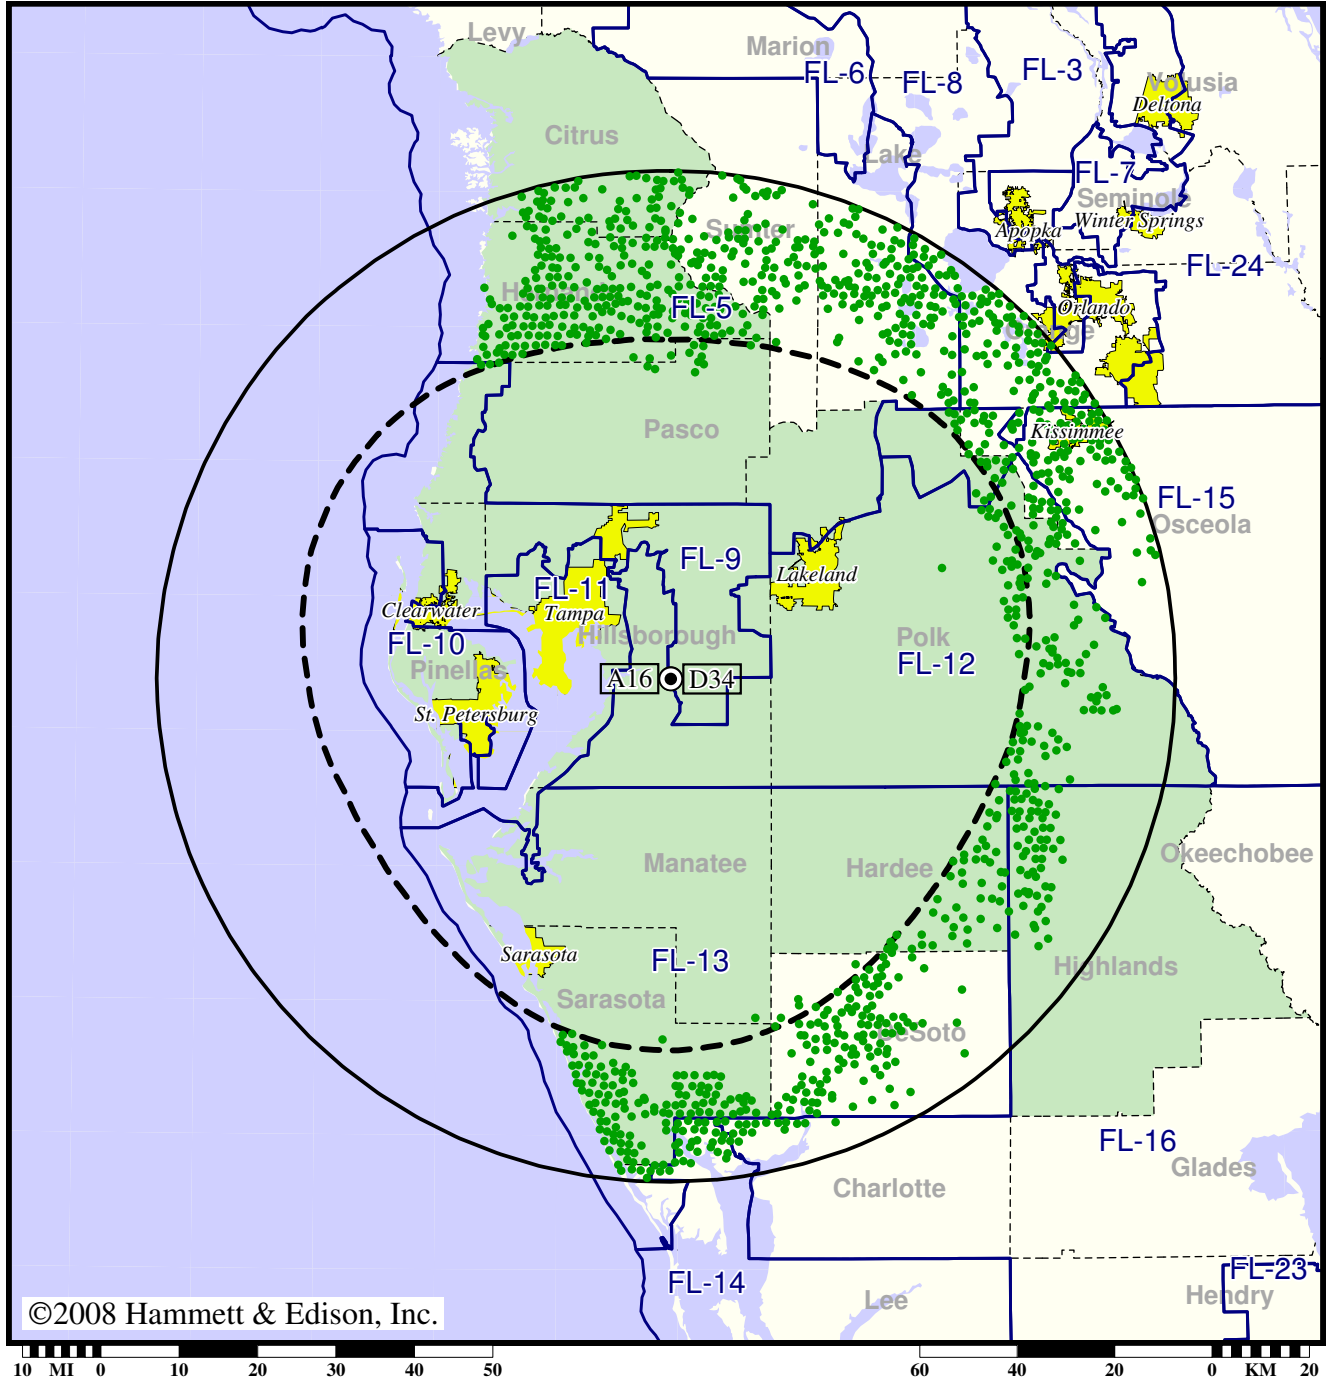 Levy
Marion
FL-6
FL-8
FL-3
Volusia
Deltona
Citrus
Lake
FL-7
Seminole
Winter Springs
Apopka
Sumter
FL-24
FL-5
Orlando
Orange
Pasco
Kissimmee
FL-15
Osceola
FL-9
Lakeland
FL-11
Tampa
Clearwater
FL-10
Hillsborough
Polk
FL-12
Pinellas
A16
D34
St. Petersburg
Manatee
Hardee
Okeechobee
Sarasota
FL-13
Highlands
Sarasota
DeSoto
FL-16
Glades
Charlotte
FL-14
FL-23
Lee
Hendry
©2008 Hammett & Edison, Inc.
10 MI 0 10 20 30 40 50 60 40 20 0 KM 20